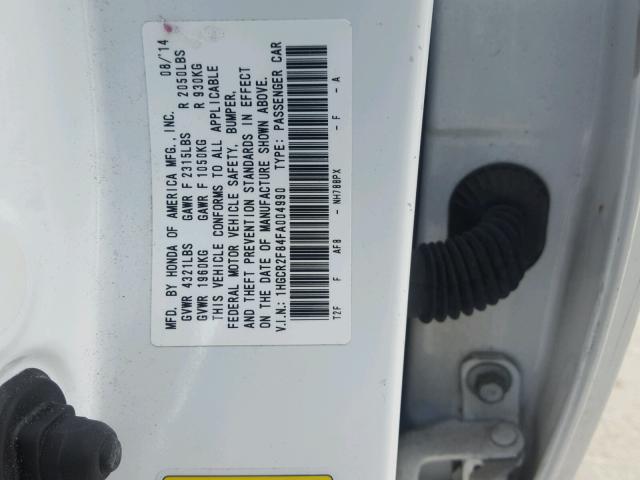 MFD. BY HONDA OF AMERICA MFG., INC. 08/'14
GVWR 4321LBS GAWR F 2315LBS R 2050LBS
GVWR 1960KG GAWR F 1050KG R 930KG
THIS VEHICLE CONFORMS TO ALL APPLICABLE
FEDERAL MOTOR VEHICLE SAFETY, BUMPER,
AND THEFT PREVENTION STANDARDS IN EFFECT
ON THE DATE OF MANUFACTURE SHOWN ABOVE.
V.I.N.: 1HGCR2F84FA004990 TYPE: PASSENGER CAR
T2F F AF8 - NH788PX - F - A